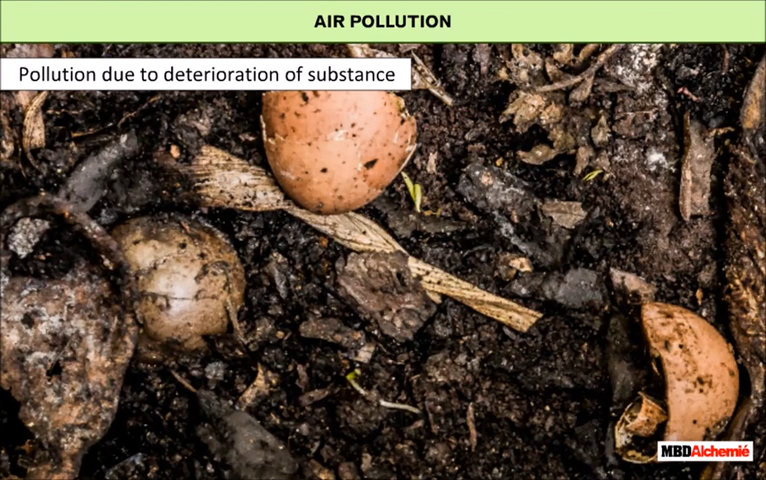 AIR POLLUTION
Pollution due to deterioration of substance
MBDAlchemié